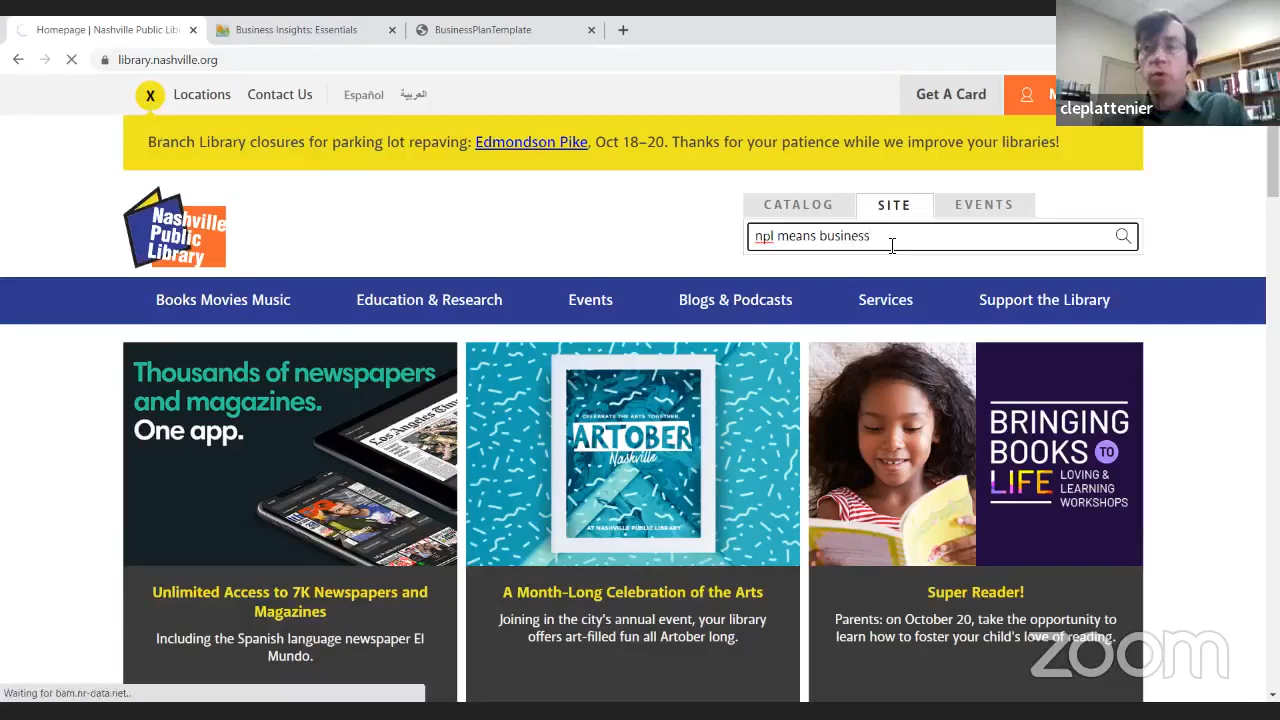 Homepage | Nashville Public Lib
Business Insights: Essentials
BusinessPlanTemplate
library.nashville.org
cleplattenier
X Locations Contact Us Español العربية
Get A Card
Branch Library closures for parking lot repaving: Edmondson Pike, Oct 18–20. Thanks for your patience while we improve your libraries!
Nashville
Public
Library
CATALOG SITE EVENTS
npl means business
Books Movies Music Education & Research Events Blogs & Podcasts Services Support the Library
Thousands of newspapers
and magazines.
One app.
Los Angeles Times
CELEBRATE THE ARTS, TOGETHER
ARTOBER
Nashville
AT NASHVILLE PUBLIC LIBRARY
BRINGING
BOOKS TO
LIFE LOVING &
LEARNING
WORKSHOPS
Unlimited Access to 7K Newspapers and
Magazines
Including the Spanish language newspaper El
Mundo.
A Month-Long Celebration of the Arts
Joining in the city's annual event, your library
offers art-filled fun all Artober long.
Super Reader!
Parents: on October 20, take the opportunity to
learn how to foster your child's love of reading.
zoom
Waiting for bam.nr-data.net..